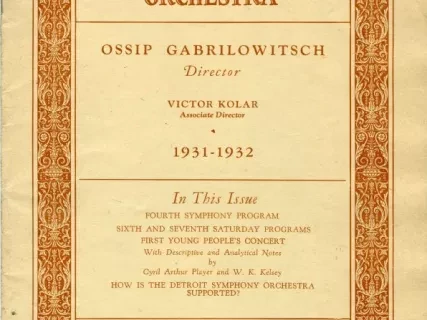 ORCHESTRA
OSSIP GABRILOWITSCH
Director
VICTOR KOLAR
Associate Director
1931-1932
In This Issue
FOURTH SYMPHONY PROGRAM
SIXTH AND SEVENTH SATURDAY PROGRAMS
FIRST YOUNG PEOPLE'S CONCERT
With Descriptive and Analytical Notes
by
Cyril Arthur Player and W. K. Kelsey
HOW IS THE DETROIT SYMPHONY ORCHESTRA
SUPPORTED?